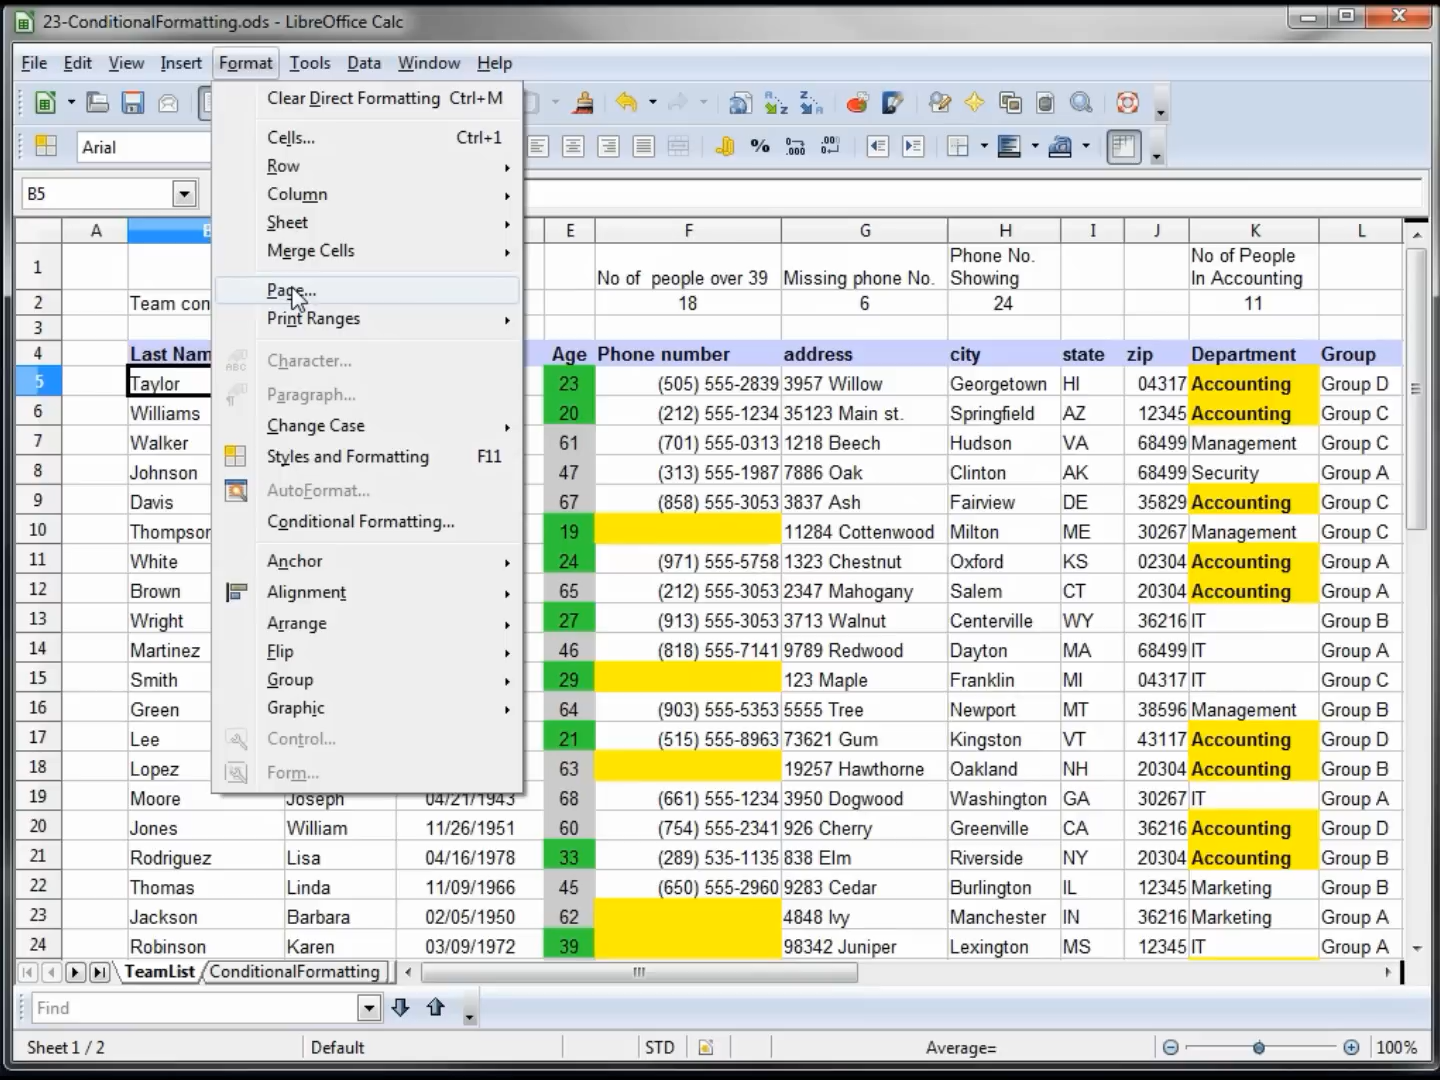 23-ConditionalFormatting.ods - LibreOffice Calc
File Edit View Insert Format Tools Data Window Help
Clear Direct Formatting Ctrl+M
Cells... Ctrl+1
Row
Column
Sheet
Merge Cells
Page...
Print Ranges
Character...
Paragraph...
Change Case
Styles and Formatting F11
AutoFormat...
Conditional Formatting...
Anchor
Alignment
Arrange
Flip
Group
Graphic
Control...
Form...
Arial
B5
A E F G H I J K L
1 No of people over 39 Missing phone No. Phone No. Showing No of People In Accounting
2 Team con 18 6 24 11
3
4 Last Nam Age Phone number address city state zip Department Group
5 Taylor 23 (505) 555-2839 3957 Willow Georgetown HI 04317 Accounting Group D
6 Williams 20 (212) 555-1234 35123 Main st. Springfield AZ 12345 Accounting Group C
7 Walker 61 (701) 555-0313 1218 Beech Hudson VA 68499 Management Group C
8 Johnson 47 (313) 555-1987 7886 Oak Clinton AK 68499 Security Group A
9 Davis 67 (858) 555-3053 3837 Ash Fairview DE 35829 Accounting Group C
10 Thompson 19 11284 Cottenwood Milton ME 30267 Management Group C
11 White 24 (971) 555-5758 1323 Chestnut Oxford KS 02304 Accounting Group A
12 Brown 65 (212) 555-3053 2347 Mahogany Salem CT 20304 Accounting Group A
13 Wright 27 (913) 555-3053 3713 Walnut Centerville WY 36216 IT Group B
14 Martinez 46 (818) 555-7141 9789 Redwood Dayton MA 68499 IT Group A
15 Smith 29 123 Maple Franklin MI 04317 IT Group C
16 Green 64 (903) 555-5353 5555 Tree Newport MT 38596 Management Group B
17 Lee 21 (515) 555-8963 73621 Gum Kingston VT 43117 Accounting Group D
18 Lopez 63 19257 Hawthorne Oakland NH 20304 Accounting Group B
19 Moore Joseph 04/21/1943 68 (661) 555-1234 3950 Dogwood Washington GA 30267 IT Group A
20 Jones William 11/26/1951 60 (754) 555-2341 926 Cherry Greenville CA 36216 Accounting Group D
21 Rodriguez Lisa 04/16/1978 33 (289) 535-1135 838 Elm Riverside NY 20304 Accounting Group B
22 Thomas Linda 11/09/1966 45 (650) 555-2960 9283 Cedar Burlington IL 12345 Marketing Group B
23 Jackson Barbara 02/05/1950 62 4848 Ivy Manchester IN 36216 Marketing Group A
24 Robinson Karen 03/09/1972 39 98342 Juniper Lexington MS 12345 IT Group A
TeamList ConditionalFormatting
Find
Sheet 1 / 2 Default STD Average= 100%